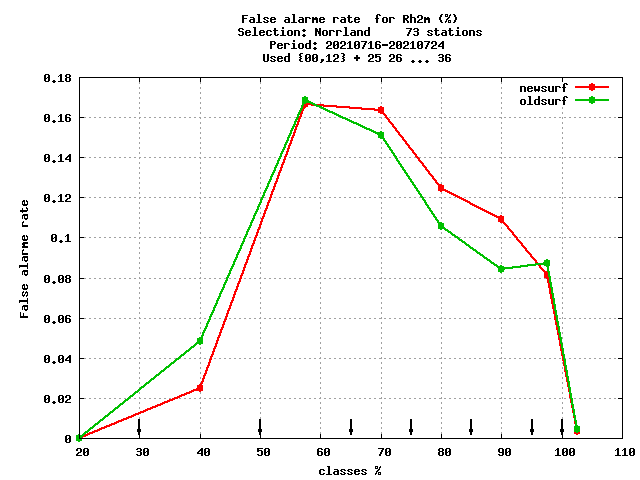 False alarme rate  for Rh2m (%)
Selection: Norrland     73 stations
Period: 20210716-20210724
Used {00,12} + 25 26 ... 36
newsurf
oldsurf
0.18
0.16
0.14
0.12
0.1
0.08
0.06
0.04
0.02
0
False alarme rate
20 30 40 50 60 70 80 90 100 110
classes %